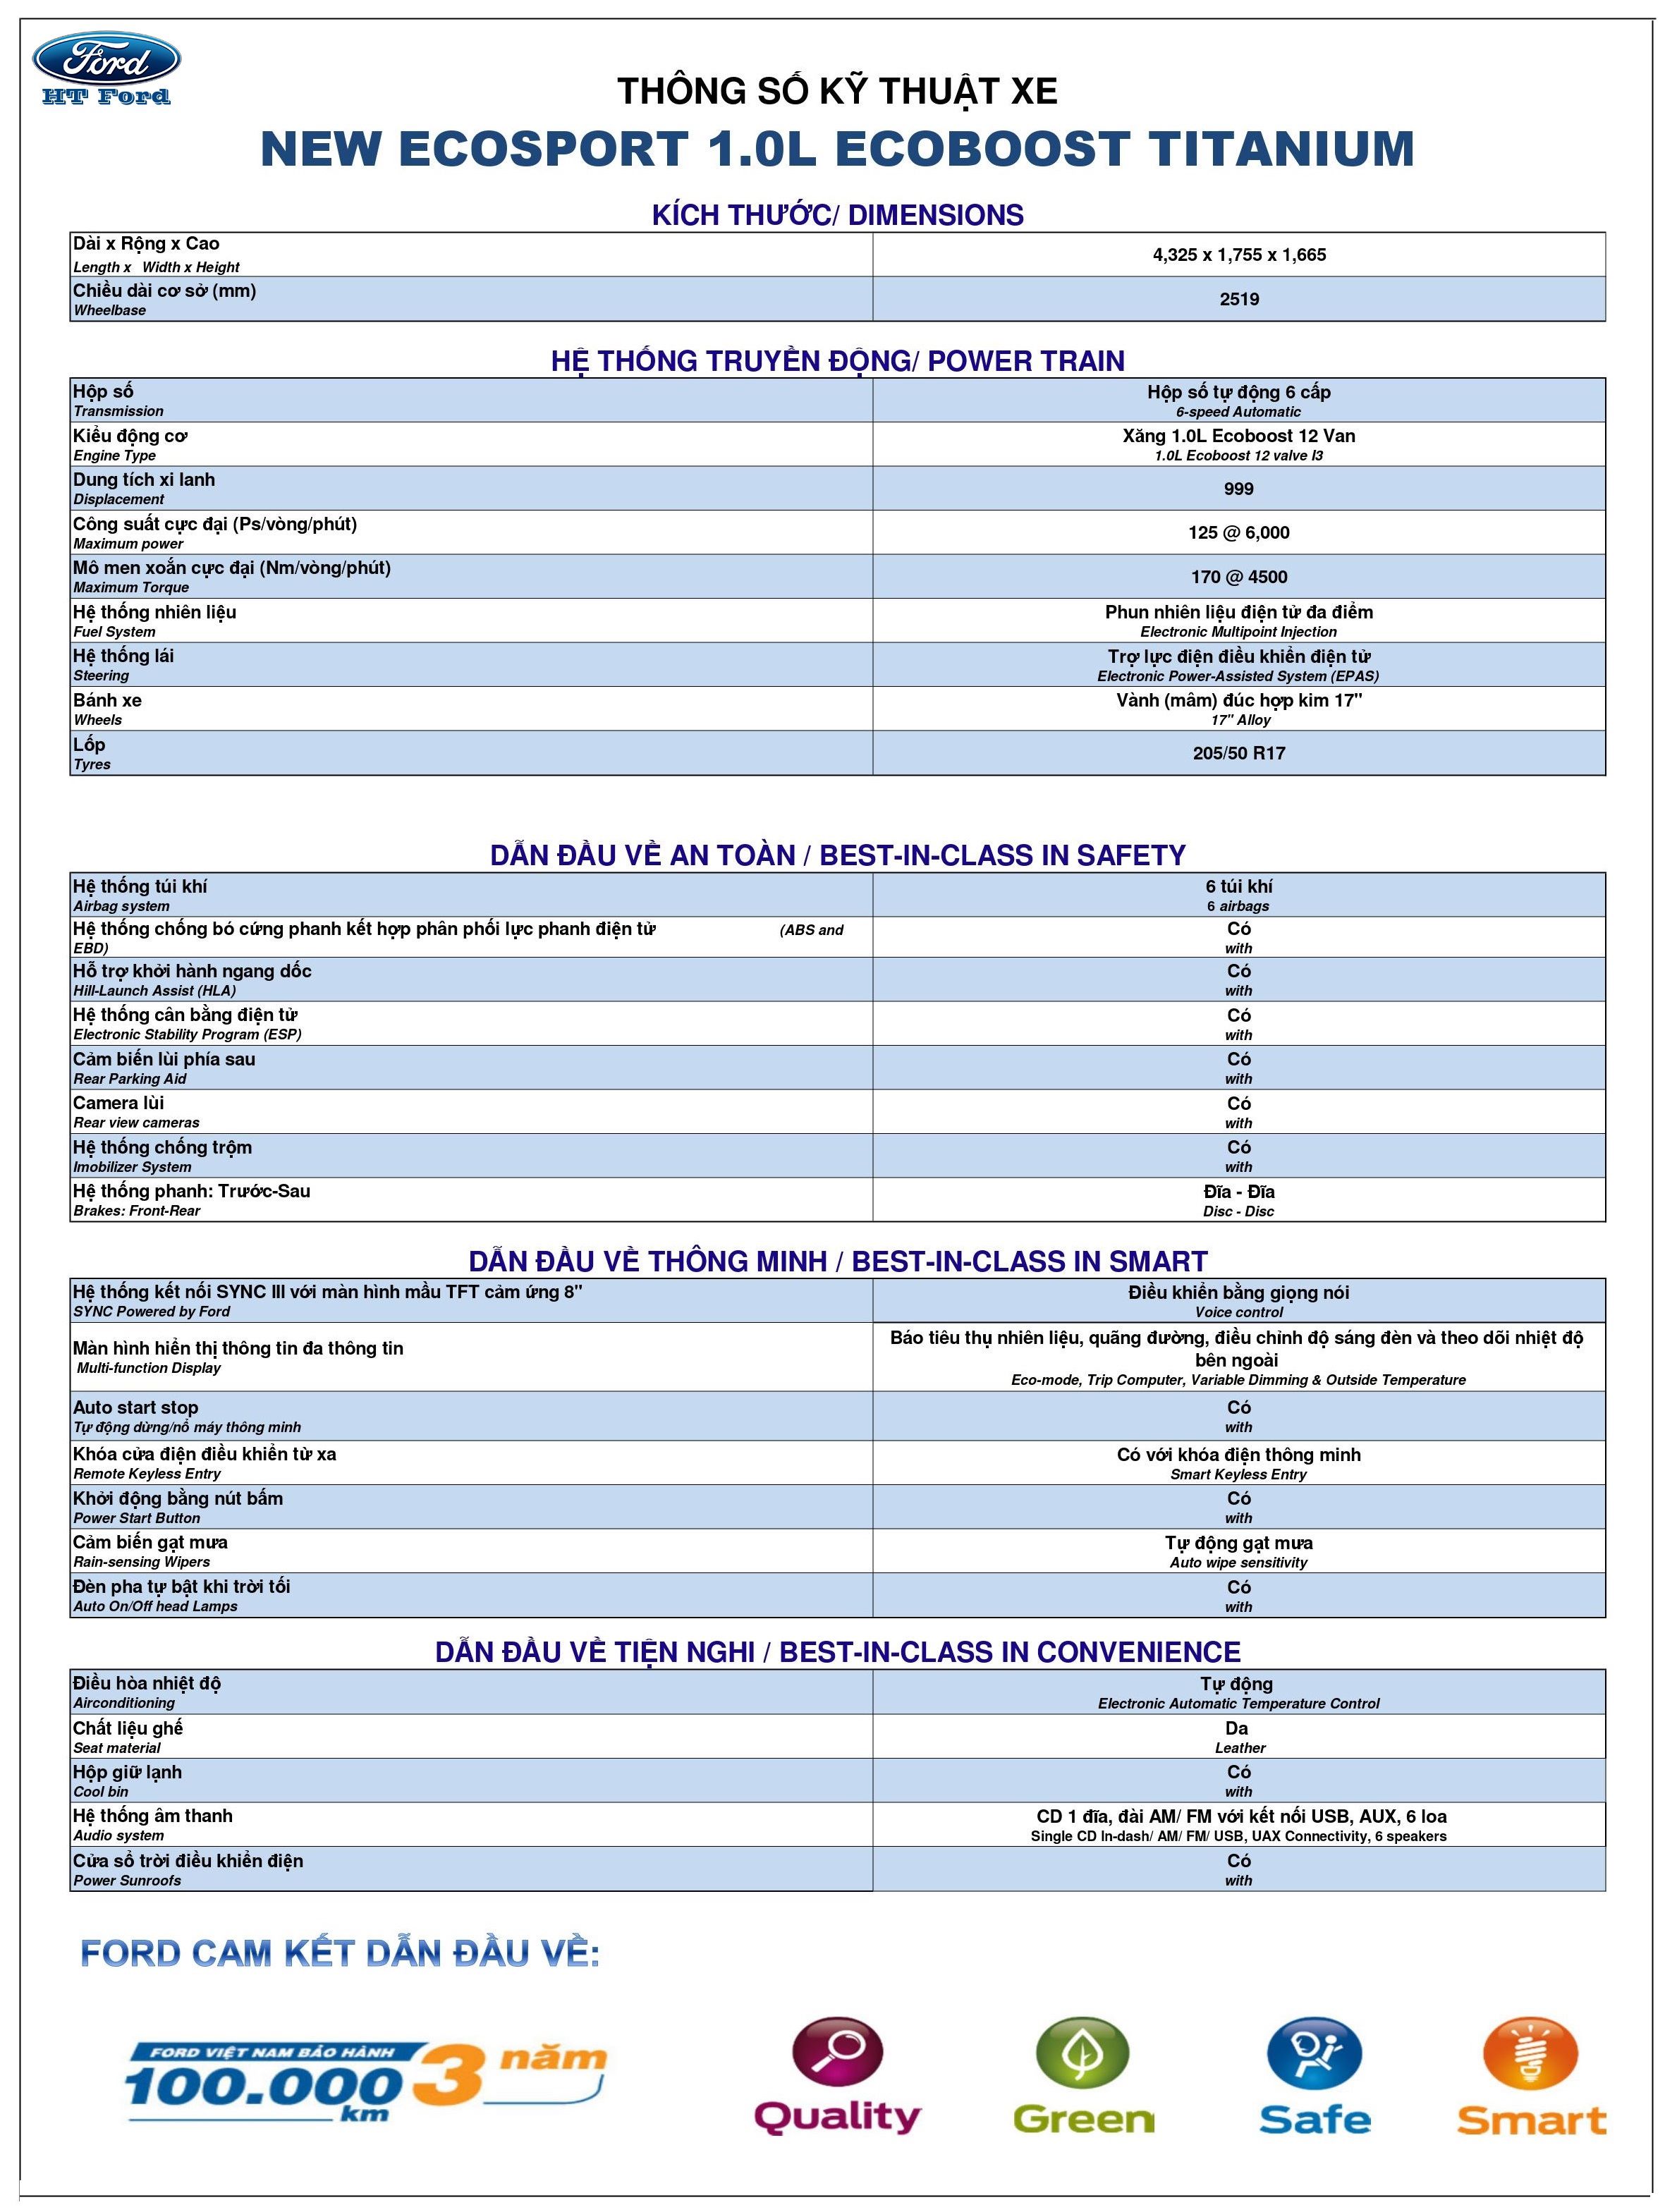 Ford
HT Ford
THÔNG SỐ KỸ THUẬT XE
NEW ECOSPORT 1.0L ECOBOOST TITANIUM
KÍCH THƯỚC/ DIMENSIONS
Dài x Rộng x Cao
Length x Width x Height
4,325 x 1,755 x 1,665
Chiều dài cơ sở (mm)
Wheelbase
2519
HỆ THỐNG TRUYỀN ĐỘNG/ POWER TRAIN
Hộp số
Transmission
Hộp số tự động 6 cấp
6-speed Automatic
Kiểu động cơ
Engine Type
Xăng 1.0L Ecoboost 12 Van
1.0L Ecoboost 12 valve I3
Dung tích xi lanh
Displacement
999
Công suất cực đại (Ps/vòng/phút)
Maximum power
125 @ 6,000
Mô men xoắn cực đại (Nm/vòng/phút)
Maximum Torque
170 @ 4500
Hệ thống nhiên liệu
Fuel System
Phun nhiên liệu điện tử đa điểm
Electronic Multipoint Injection
Hệ thống lái
Steering
Trợ lực điện điều khiển điện tử
Electronic Power-Assisted System (EPAS)
Bánh xe
Wheels
Vành (mâm) đúc hợp kim 17"
17" Alloy
Lốp
Tyres
205/50 R17
DẪN ĐẦU VỀ AN TOÀN / BEST-IN-CLASS IN SAFETY
Hệ thống túi khí
Airbag system
6 túi khí
6 airbags
Hệ thống chống bó cứng phanh kết hợp phân phối lực phanh điện tử (ABS and
EBD)
Có
with
Hỗ trợ khởi hành ngang dốc
Hill-Launch Assist (HLA)
Có
with
Hệ thống cân bằng điện tử
Electronic Stability Program (ESP)
Có
with
Cảm biến lùi phía sau
Rear Parking Aid
Có
with
Camera lùi
Rear view cameras
Có
with
Hệ thống chống trộm
Imobilizer System
Có
with
Hệ thống phanh: Trước-Sau
Brakes: Front-Rear
Đĩa - Đĩa
Disc - Disc
DẪN ĐẦU VỀ THÔNG MINH / BEST-IN-CLASS IN SMART
Hệ thống kết nối SYNC III với màn hình mầu TFT cảm ứng 8"
SYNC Powered by Ford
Điều khiển bằng giọng nói
Voice control
Màn hình hiển thị thông tin đa thông tin
Multi-function Display
Báo tiêu thụ nhiên liệu, quãng đường, điều chỉnh độ sáng đèn và theo dõi nhiệt độ
bên ngoài
Eco-mode, Trip Computer, Variable Dimming & Outside Temperature
Auto start stop
Tự động dừng/nổ máy thông minh
Có
with
Khóa cửa điện điều khiển từ xa
Remote Keyless Entry
Có với khóa điện thông minh
Smart Keyless Entry
Khởi động bằng nút bấm
Power Start Button
Có
with
Cảm biến gạt mưa
Rain-sensing Wipers
Tự động gạt mưa
Auto wipe sensitivity
Đèn pha tự bật khi trời tối
Auto On/Off head Lamps
Có
with
DẪN ĐẦU VỀ TIỆN NGHI / BEST-IN-CLASS IN CONVENIENCE
Điều hòa nhiệt độ
Airconditioning
Tự động
Electronic Automatic Temperature Control
Chất liệu ghế
Seat material
Da
Leather
Hộp giữ lạnh
Cool bin
Có
with
Hệ thống âm thanh
Audio system
CD 1 đĩa, đài AM/ FM với kết nối USB, AUX, 6 loa
Single CD In-dash/ AM/ FM/ USB, UAX Connectivity, 6 speakers
Cửa sổ trời điều khiển điện
Power Sunroofs
Có
with
FORD CAM KẾT DẪN ĐẦU VỀ:
FORD VIỆT NAM BẢO HÀNH
100.000 km 3 năm
Quality
Green
Safe
Smart